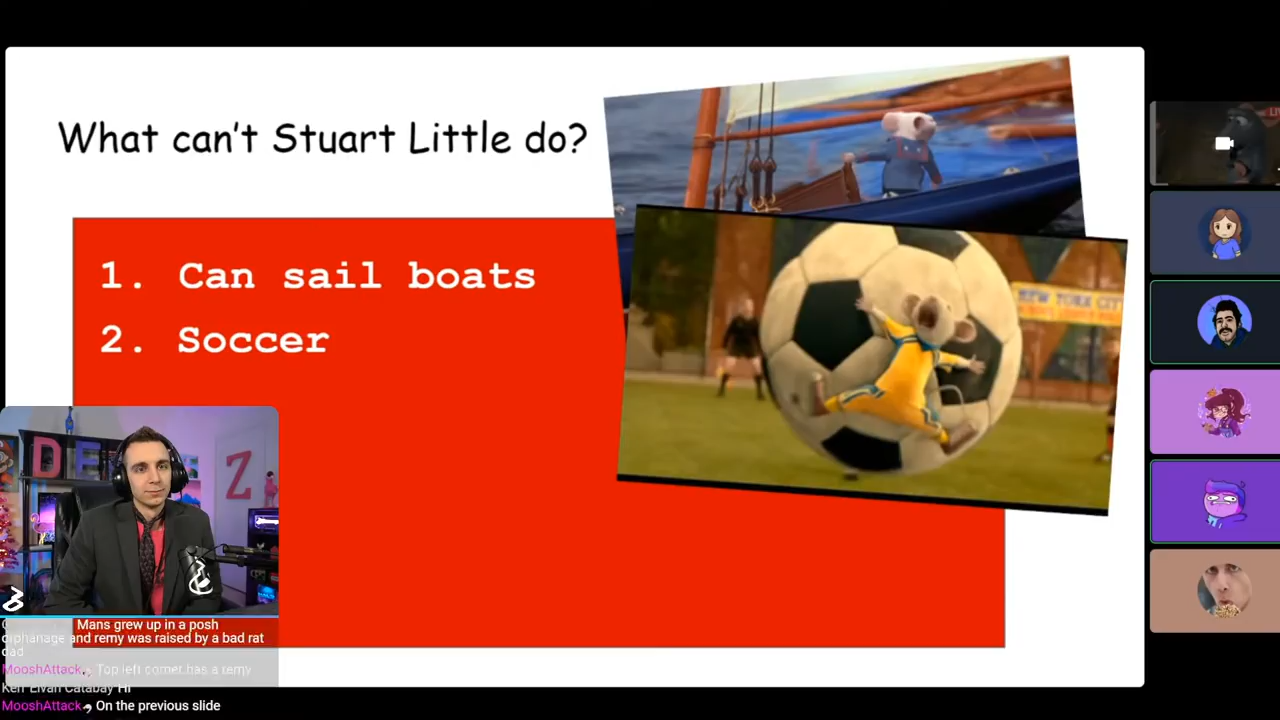 What can't Stuart Little do?
1. Can sail boats
2. Soccer
NEW YORK CITY
D E
Z
Mans grew up in a posh
orphanage and remy was raised by a bad rat
dad
MooshAttack Top left corner has a remy
Ken Elvan Catabay Hi
MooshAttack On the previous slide